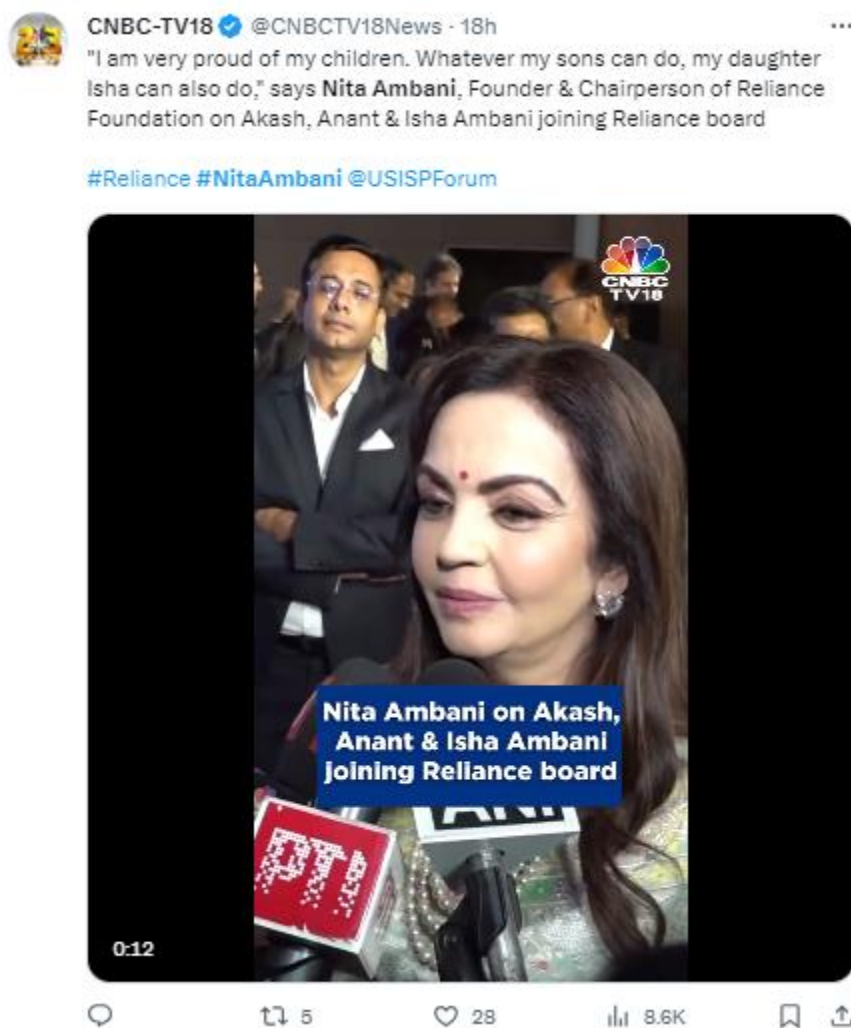 CNBC-TV18 @CNBCTV18News · 18h
"I am very proud of my children. Whatever my sons can do, my daughter
Isha can also do," says Nita Ambani, Founder & Chairperson of Reliance
Foundation on Akash, Anant & Isha Ambani joining Reliance board
#Reliance #NitaAmbani @USISPForum
CNBC
TV18
Nita Ambani on Akash,
Anant & Isha Ambani
joining Reliance board
ANI
PTI
0:12
5 28 8.6K